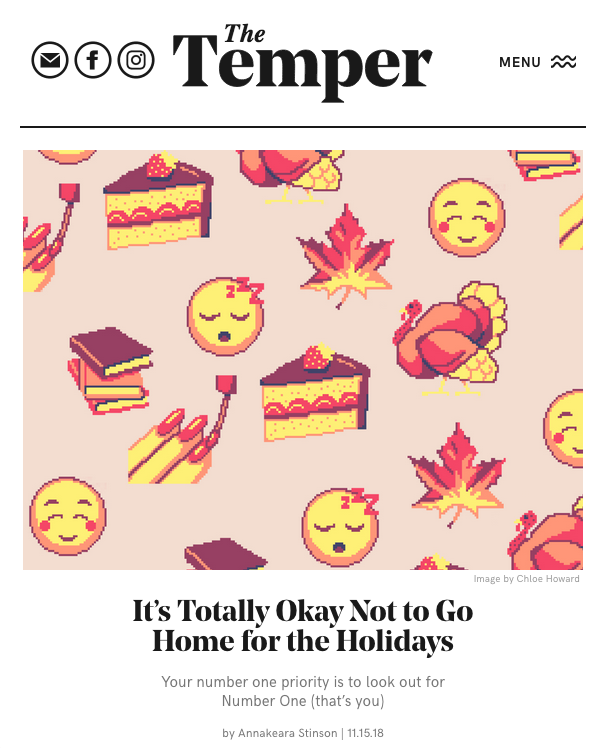 The
Temper
MENU
Image by Chloe Howard
It’s Totally Okay Not to Go
Home for the Holidays
Your number one priority is to look out for
Number One (that’s you)
by Annakeara Stinson | 11.15.18